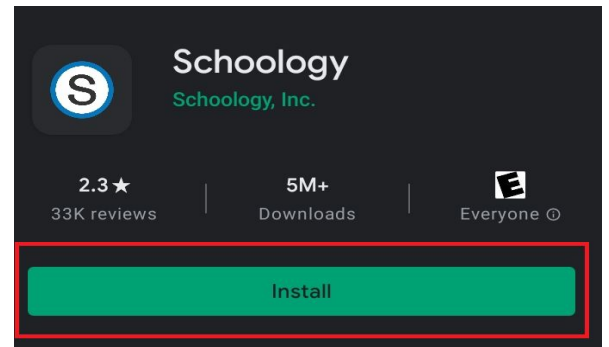 Schoology
S
Schoology, Inc.
2.3★ 5M+ E
33K reviews Downloads Everyone ⓘ
Install